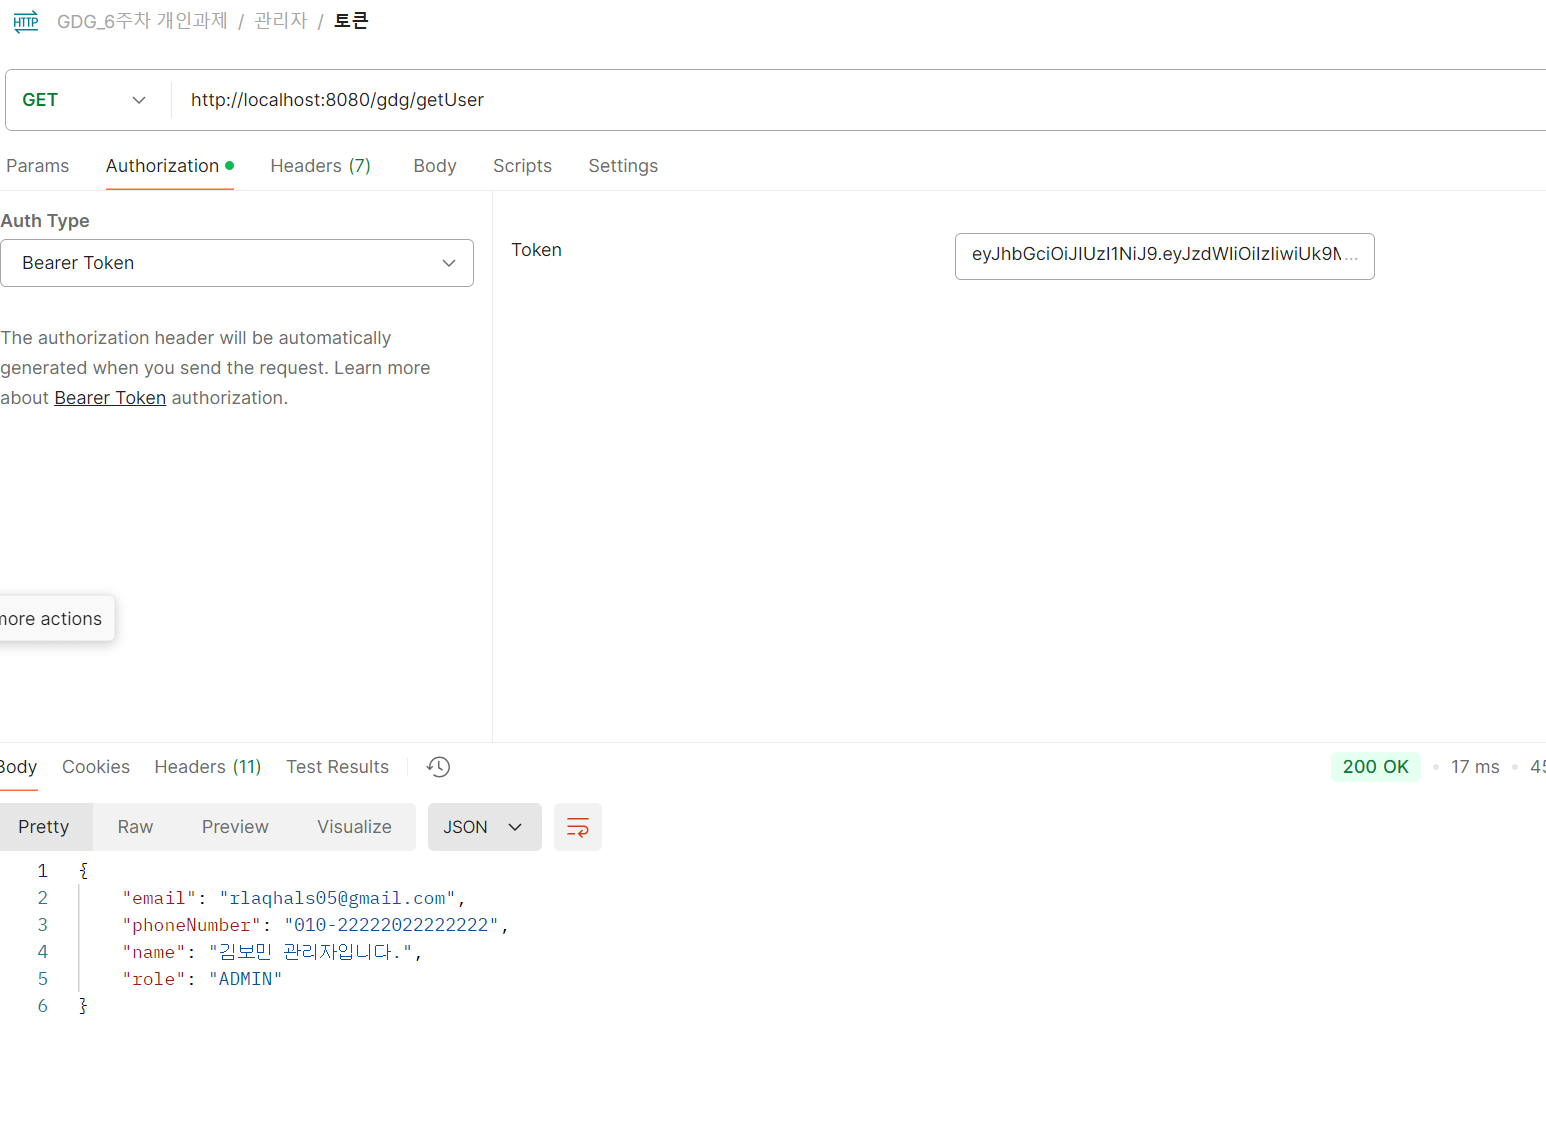 HTTP GDG_6주차 개인과제 / 관리자 / 토큰
GET http://localhost:8080/gdg/getUser
Params Authorization Headers (7) Body Scripts Settings
Auth Type
Bearer Token
Token
The authorization header will be automatically
generated when you send the request. Learn more
about Bearer Token authorization.
more actions
Body Cookies Headers (11) Test Results
200 OK • 17 ms • 45
Pretty Raw Preview Visualize JSON
1 {
2 "email": "rlaqhals05@gmail.com",
3 "phoneNumber": "010-22222022222222",
4 "name": "김보민 관리자입니다.",
5 "role": "ADMIN"
6 }